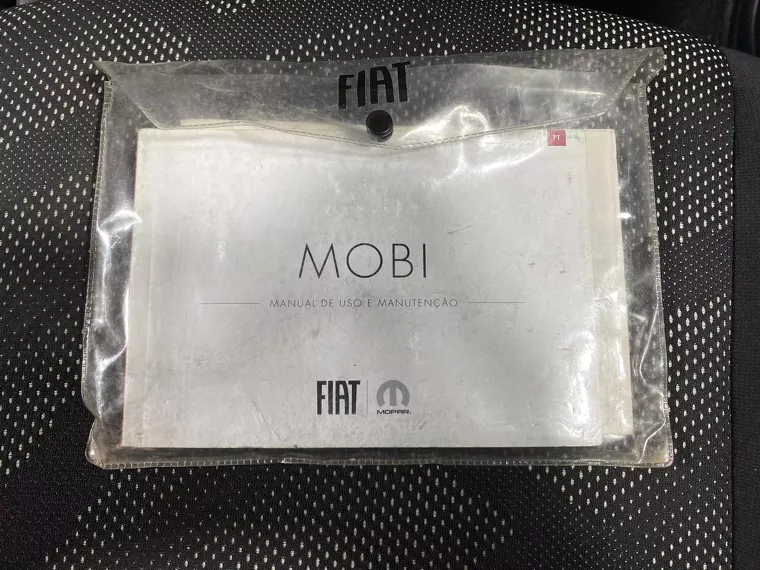 FIAT
PT
MOBI
MANUAL DE USO E MANUTENÇÃO
FIAT
MOPAR.